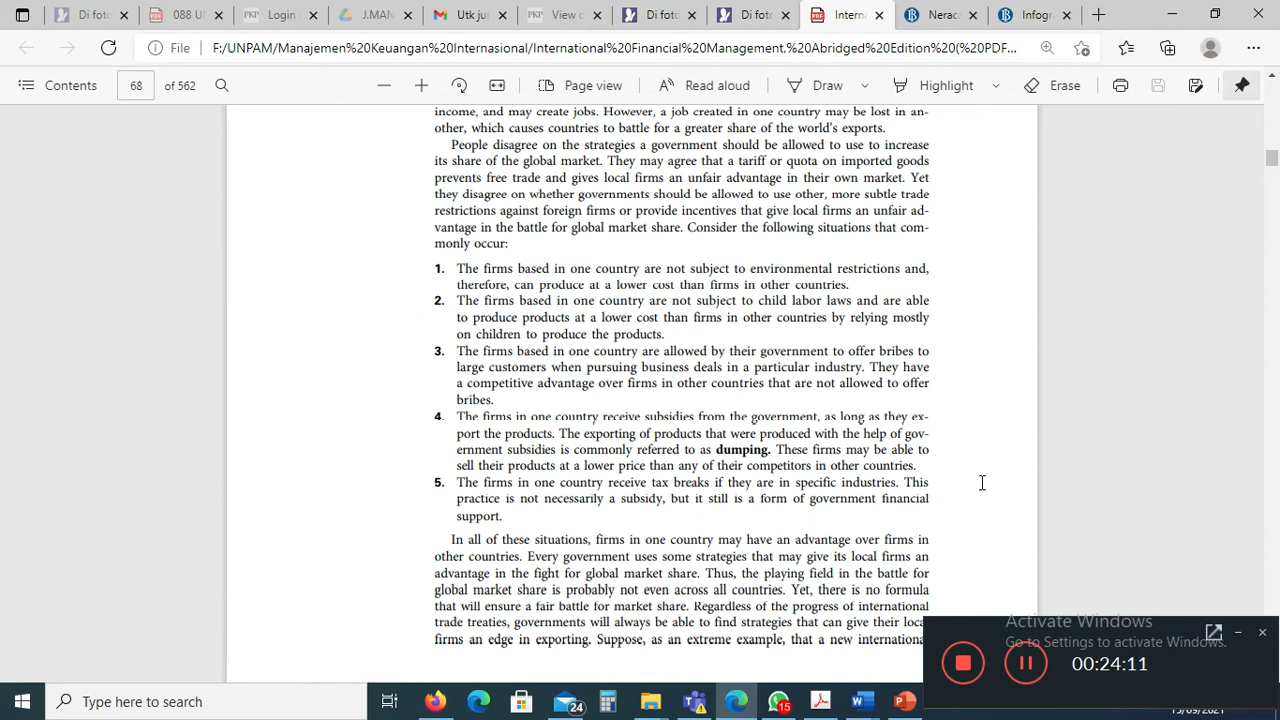 Di foto
088 UI
Login
J.MAN
Utk ju
View c
Di foto
Di foto
Interna
Neraca
Infogra
File
F:/UNPAM/Manajemen%20Keuangan%20Internasional/International%20Financial%20Management,%20Abridged%20Edition%20(%20PDF...
Contents
68
of 562
Page view
Read aloud
Draw
Highlight
Erase
income, and may create jobs. However, a job created in one country may be lost in an-
other, which causes countries to battle for a greater share of the world's exports.
People disagree on the strategies a government should be allowed to use to increase
its share of the global market. They may agree that a tariff or quota on imported goods
prevents free trade and gives local firms an unfair advantage in their own market. Yet
they disagree on whether governments should be allowed to use other, more subtle trade
restrictions against foreign firms or provide incentives that give local firms an unfair ad-
vantage in the battle for global market share. Consider the following situations that com-
monly occur:
1. The firms based in one country are not subject to environmental restrictions and,
therefore, can produce at a lower cost than firms in other countries.
2. The firms based in one country are not subject to child labor laws and are able
to produce products at a lower cost than firms in other countries by relying mostly
on children to produce the products.
3. The firms based in one country are allowed by their government to offer bribes to
large customers when pursuing business deals in a particular industry. They have
a competitive advantage over firms in other countries that are not allowed to offer
bribes.
4. The firms in one country receive subsidies from the government, as long as they ex-
port the products. The exporting of products that were produced with the help of gov-
ernment subsidies is commonly referred to as dumping. These firms may be able to
sell their products at a lower price than any of their competitors in other countries.
5. The firms in one country receive tax breaks if they are in specific industries. This
practice is not necessarily a subsidy, but it still is a form of government financial
support.
In all of these situations, firms in one country may have an advantage over firms in
other countries. Every government uses some strategies that may give its local firms an
advantage in the fight for global market share. Thus, the playing field in the battle for
global market share is probably not even across all countries. Yet, there is no formula
that will ensure a fair battle for market share. Regardless of the progress of international
trade treaties, governments will always be able to find strategies that can give their loca
firms an edge in exporting. Suppose, as an extreme example, that a new internationa
Activate Windows
Go to Settings to activate Windows.
00:24:11
Type here to search
24
15
15/09/2021